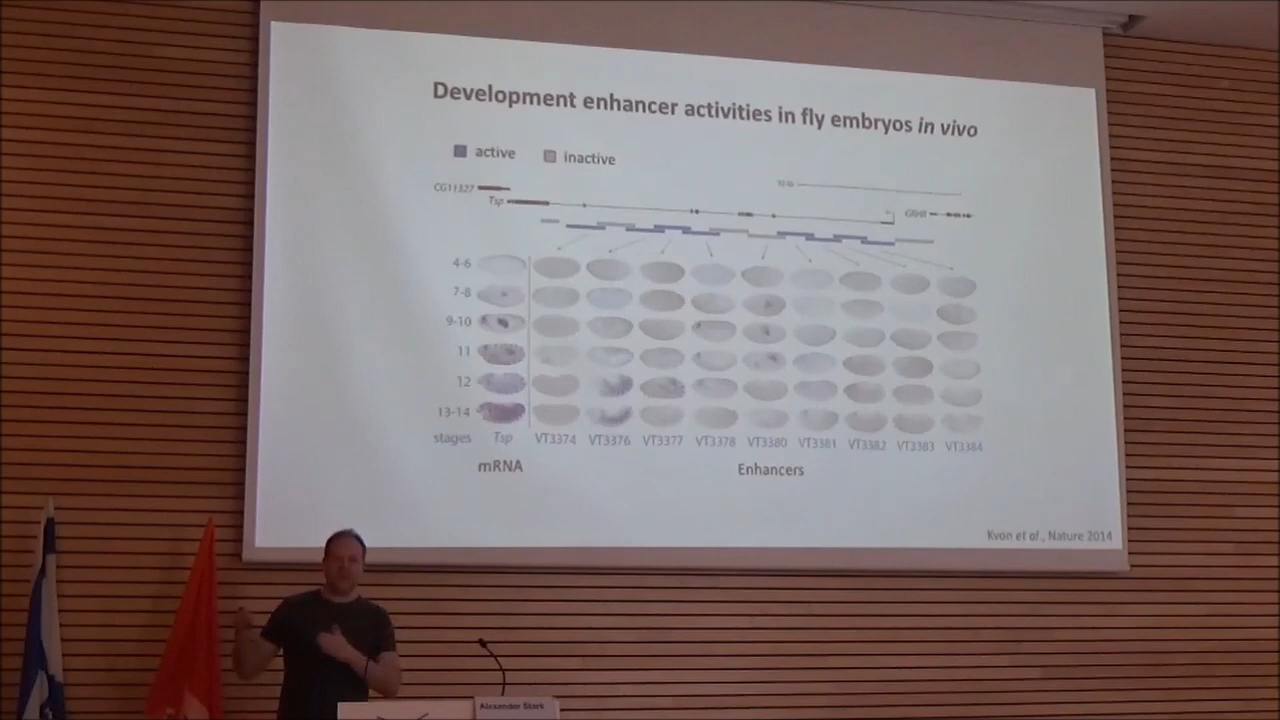 Development enhancer activities in fly embryos in vivo
active inactive
CG11327
Tsp
4-6
7-8
9-10
11
12
13-14
stages Tsp VT3374 VT3376 VT3377 VT3378 VT3380 VT3381 VT3382 VT3383 VT3384
mRNA Enhancers
Kvon et al., Nature 2014
Alexander Stark